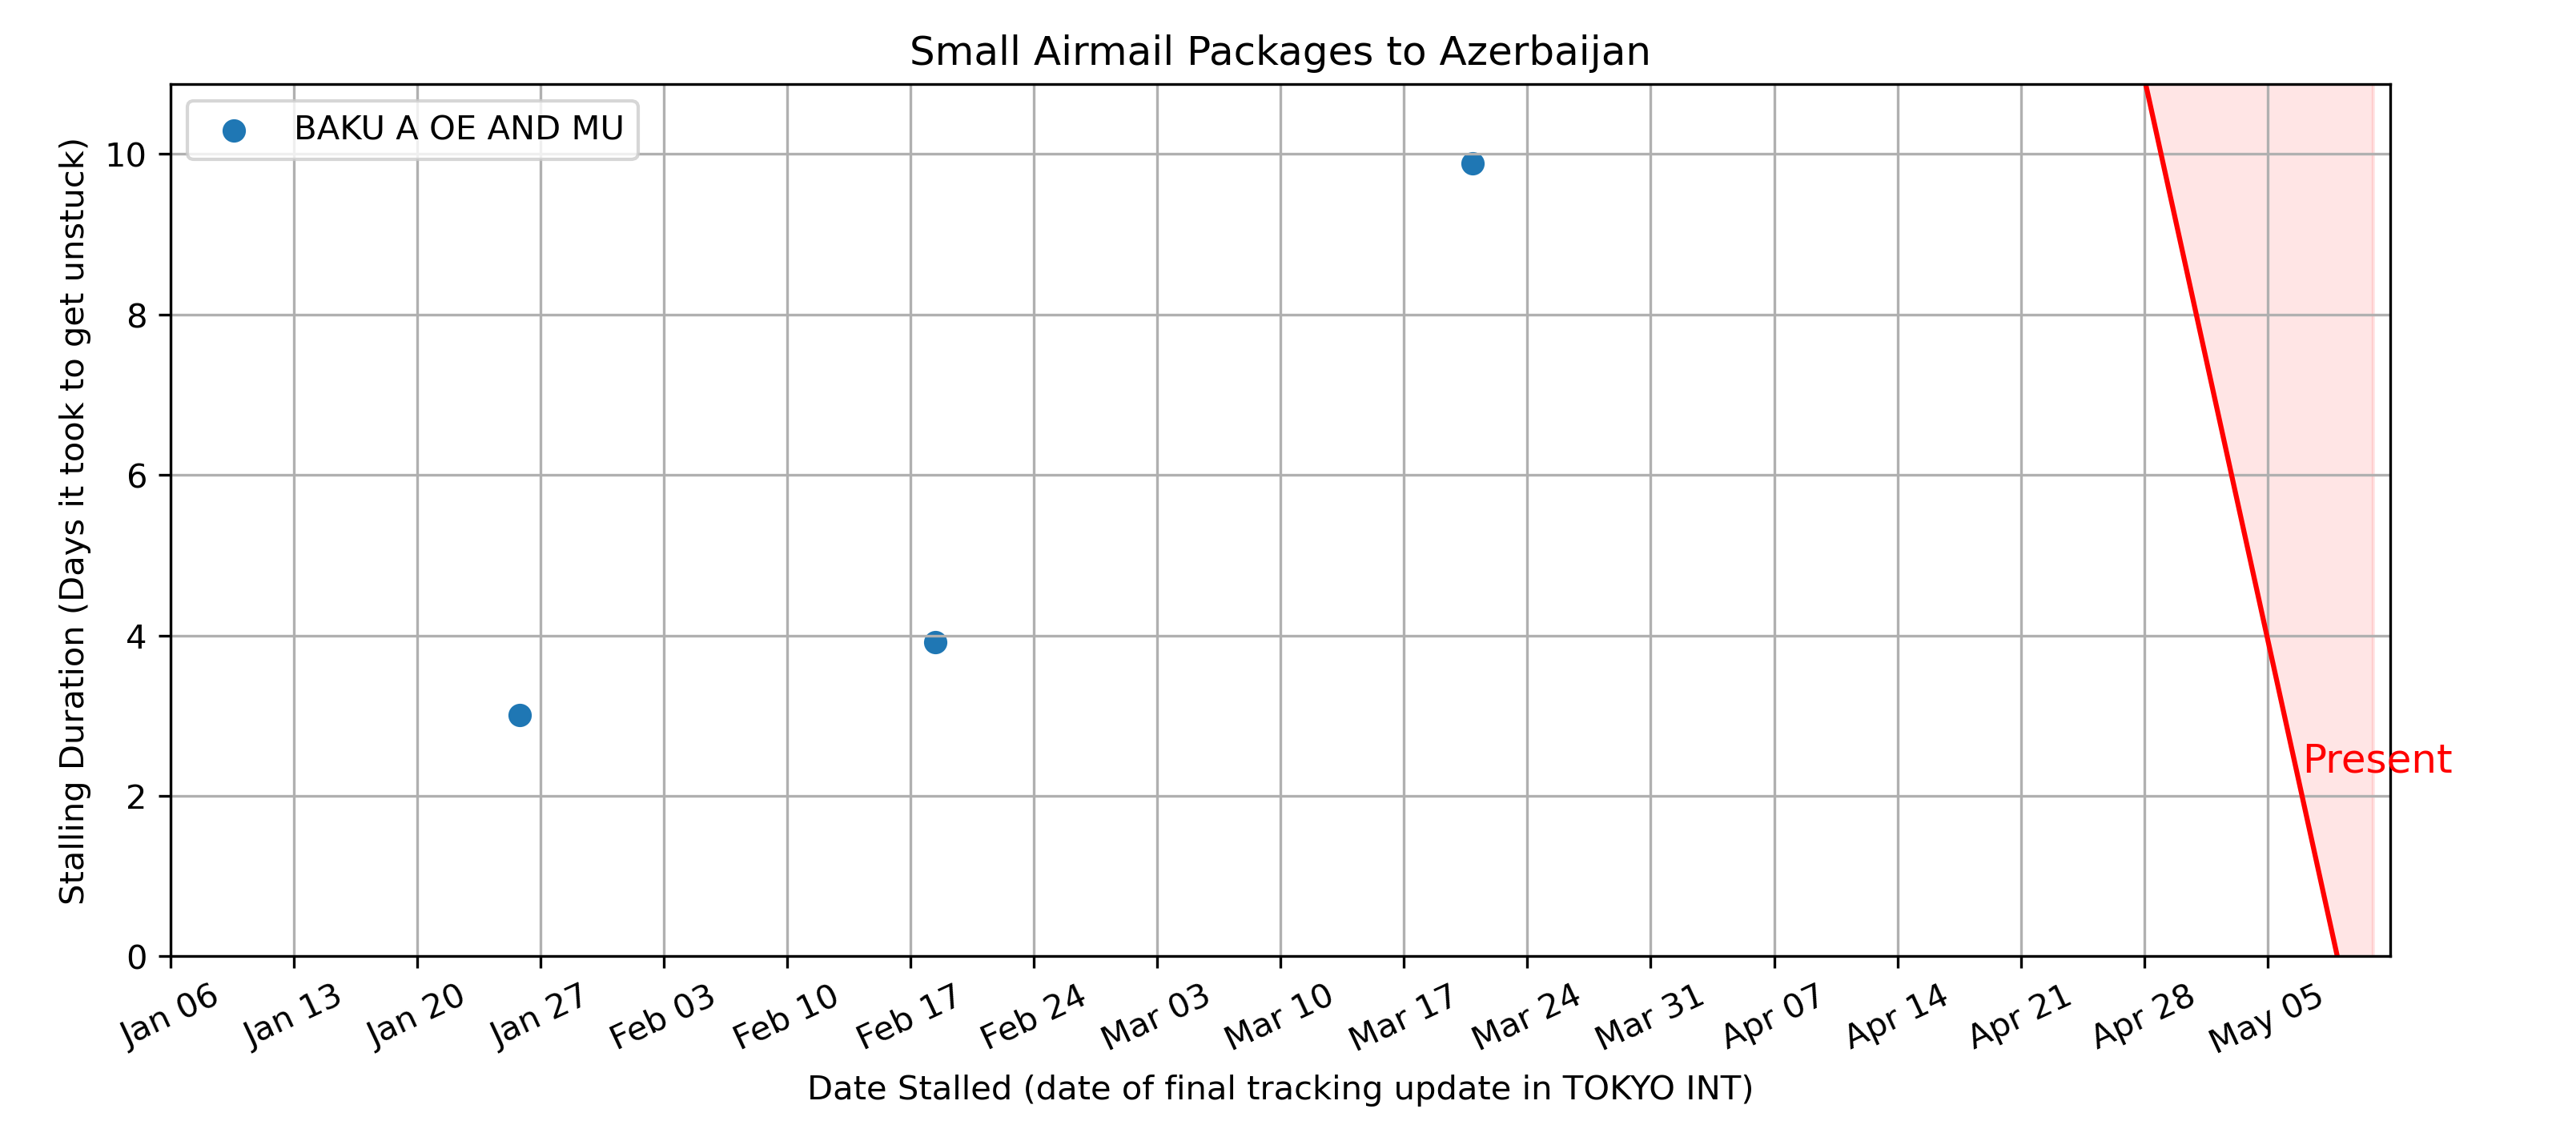 Small Airmail Packages to Azerbaijan
BAKU A OE AND MU
Stalling Duration (Days it took to get unstuck)
10
8
6
4
2
0
Present
Jan 06
Jan 13
Jan 20
Jan 27
Feb 03
Feb 10
Feb 17
Feb 24
Mar 03
Mar 10
Mar 17
Mar 24
Mar 31
Apr 07
Apr 14
Apr 21
Apr 28
May 05
Date Stalled (date of final tracking update in TOKYO INT)